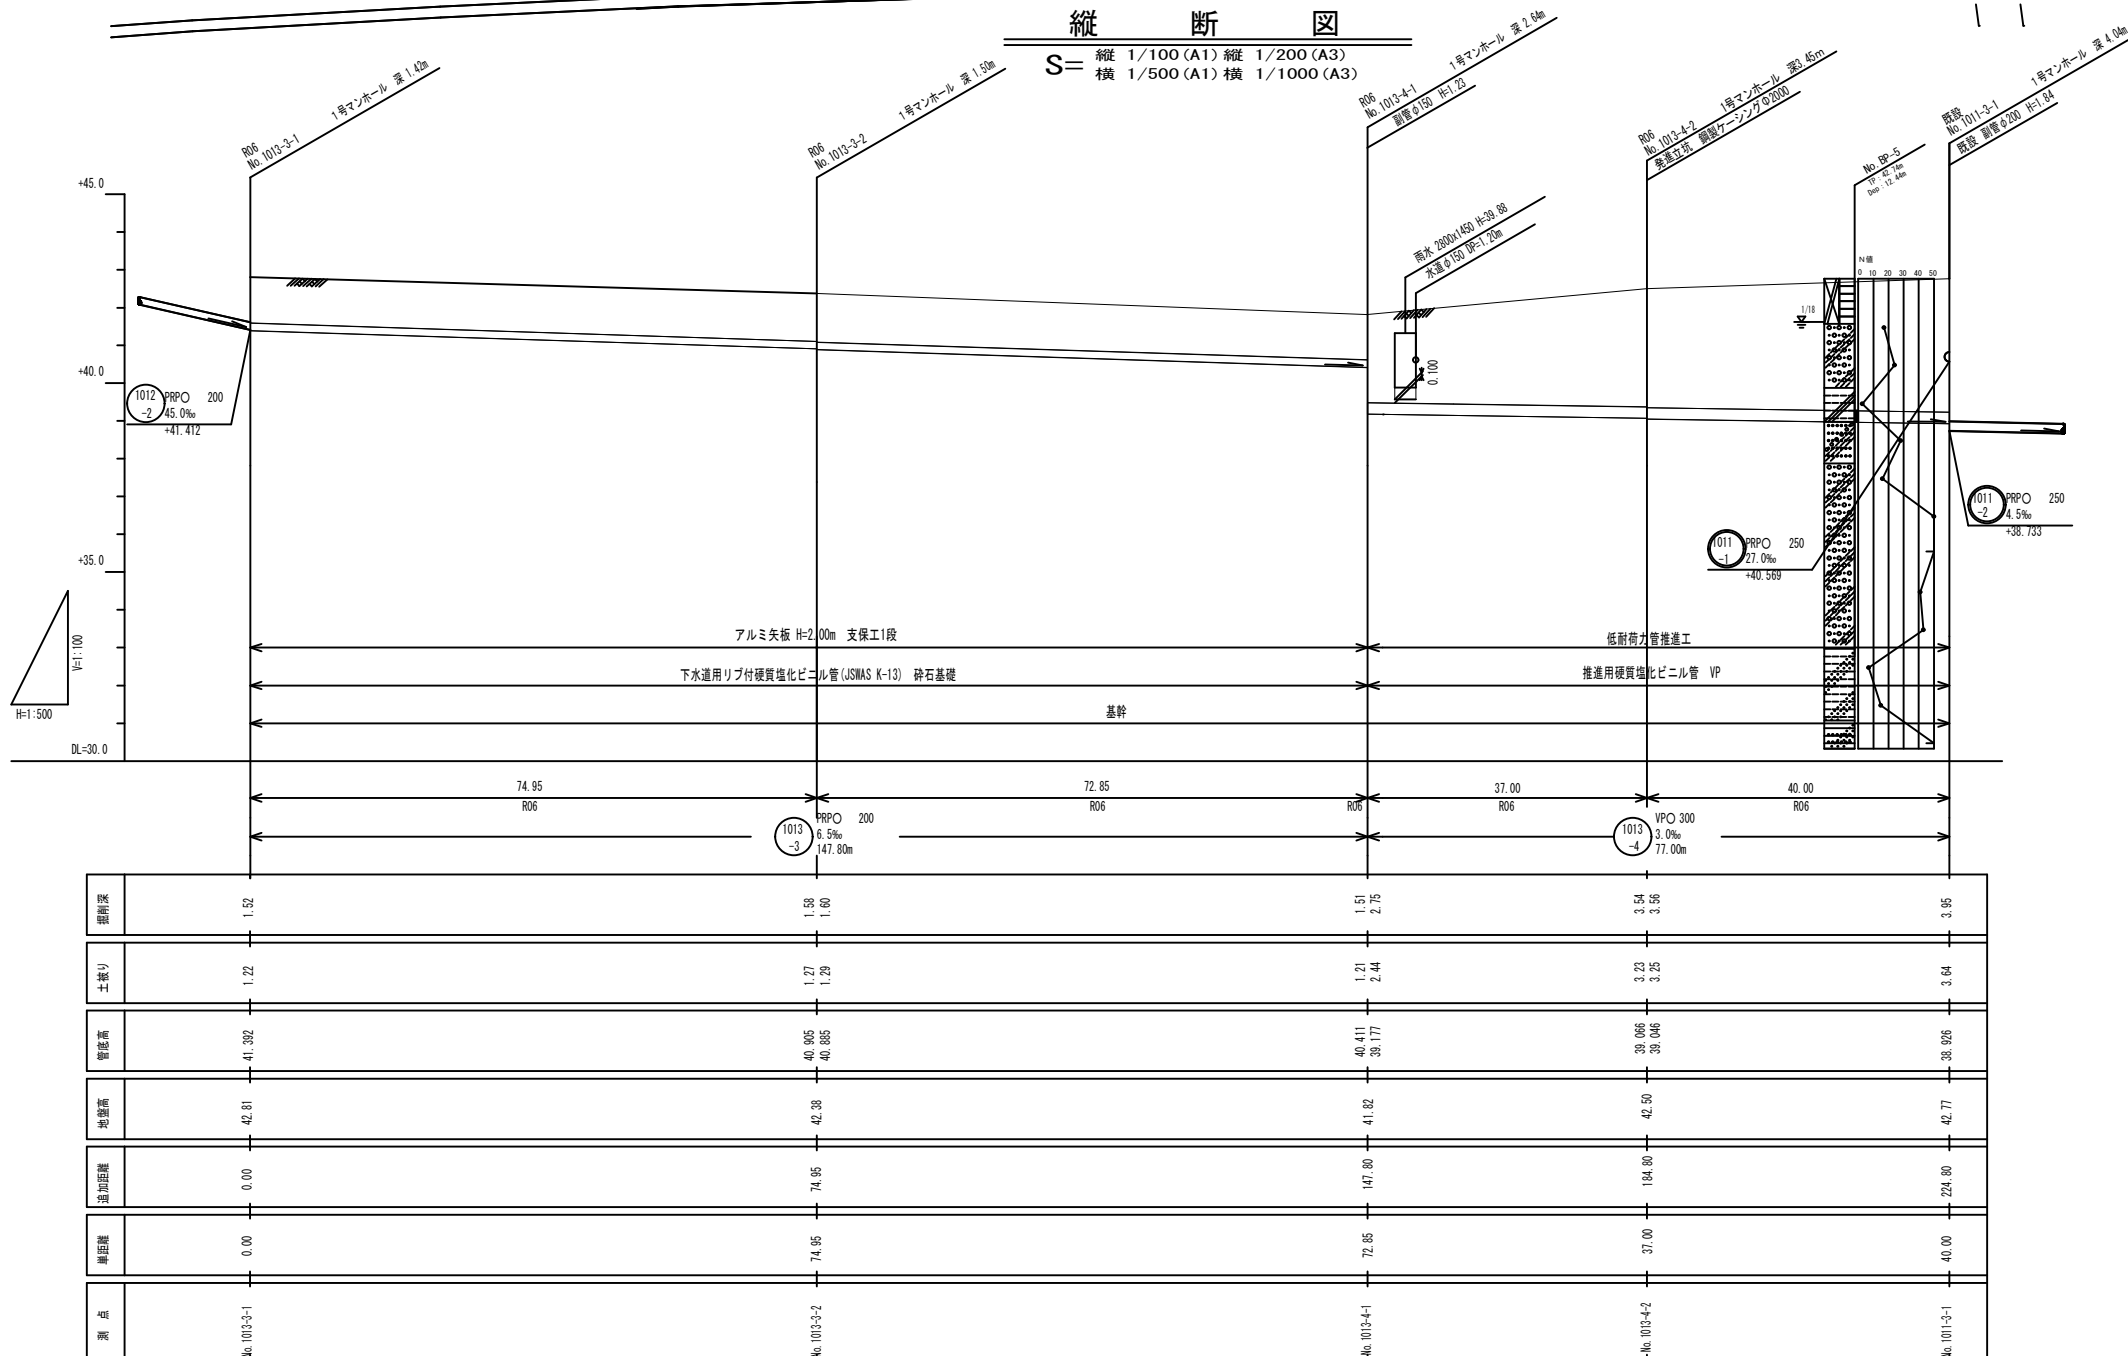 縦 断 図
S= 縦 1/100(A1) 縦 1/200(A3)
横 1/500(A1) 横 1/1000(A3)
R06
No.1013-3-1
1号マンホール 深 1.42m
R06
No.1013-3-2
1号マンホール 深 1.50m
R06
No.1013-4-1
1号マンホール 深 2.64m
副管φ150 H=1.23
R06
No.1013-4-2
1号マンホール 深3.45m
発進立坑 鋼製ケーシングΦ2000
既設
No.1011-3-1
1号マンホール 深 4.04m
既設 副管φ200 H=1.84
No.BP-5
TP : 42.74m
Dep : 12.44m
雨水 2800x1450 H=39.88
水道φ150 DP=1.20m
0.100
N値
0 10 20 30 40 50
1/18
+45.0
+40.0
+35.0
DL=30.0
V=1:100
H=1:500
1012
-2
PRP○ 200
45.0‰
+41.412
1011
-1
PRP○ 250
27.0‰
+40.569
1011
-2
PRP○ 250
4.5‰
+38.733
アルミ矢板 H=2.00m 支保工1段
低耐荷力管推進工
下水道用リブ付硬質塩化ビニル管(JSWAS K-13) 砕石基礎
推進用硬質塩化ビニル管 VP
基幹
74.95
R06
72.85
R06
R06
37.00
R06
40.00
R06
1013
-3
PRP○ 200
6.5‰
147.80m
1013
-4
VP○ 300
3.0‰
77.00m
掘削深 1.52 1.58 1.60 1.51 2.75 3.54 3.56 3.95
土被り 1.22 1.27 1.29 1.21 2.44 3.23 3.25 3.64
管底高 41.392 40.905 40.885 40.411 39.177 39.066 39.046 38.926
地盤高 42.81 42.38 41.82 42.50 42.77
追加距離 0.00 74.95 147.80 184.80 224.80
単距離 0.00 74.95 72.85 37.00 40.00
測 点 No.1013-3-1 No.1013-3-2 No.1013-4-1 No.1013-4-2 No.1011-3-1